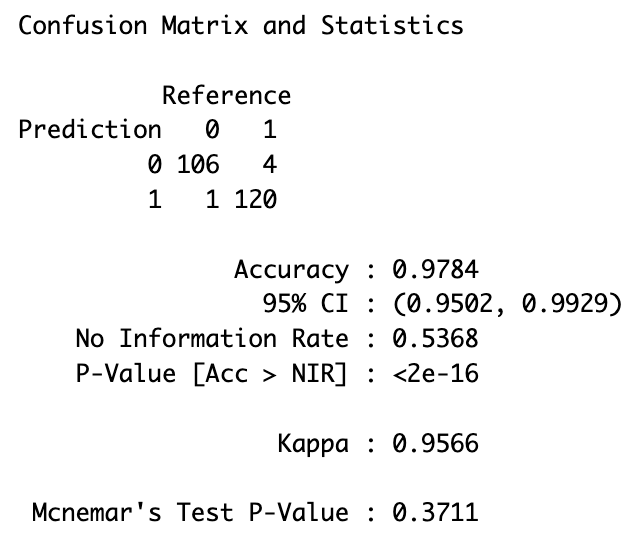 Confusion Matrix and Statistics
Reference
Prediction 0 1
0 106 4
1 1 120
Accuracy : 0.9784
95% CI : (0.9502, 0.9929)
No Information Rate : 0.5368
P-Value [Acc > NIR] : <2e-16
Kappa : 0.9566
Mcnemar's Test P-Value : 0.3711